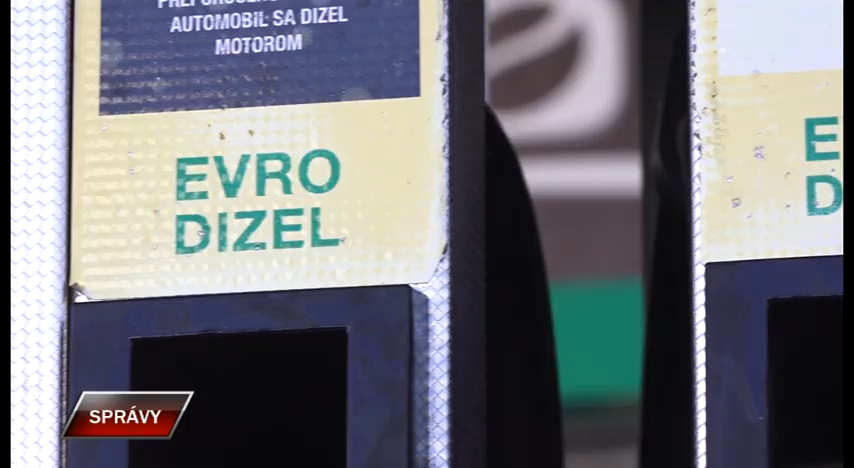 AUTOMOBIL SA DIZEL
MOTOROM
EVRO
DIZEL
SPRÁVY